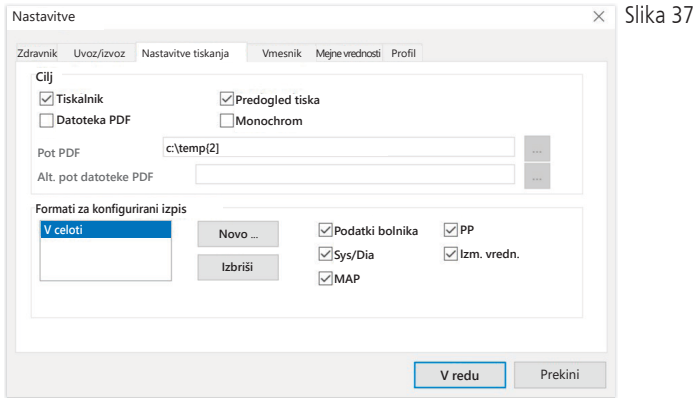 Nastavitve
Slika 37
Zdravnik Uvoz/izvoz Nastavitve tiskanja Vmesnik Mejne vrednosti Profil
Cilj
Tiskalnik Predogled tiska
Datoteka PDF Monochrom
Pot PDF c:\temp{2] ...
Alt. pot datoteke PDF ...
Formati za konfigurirani izpis
V celoti Novo ... Podatki bolnika PP
Izbriši Sys/Dia Izm. vredn.
MAP
V redu Prekini